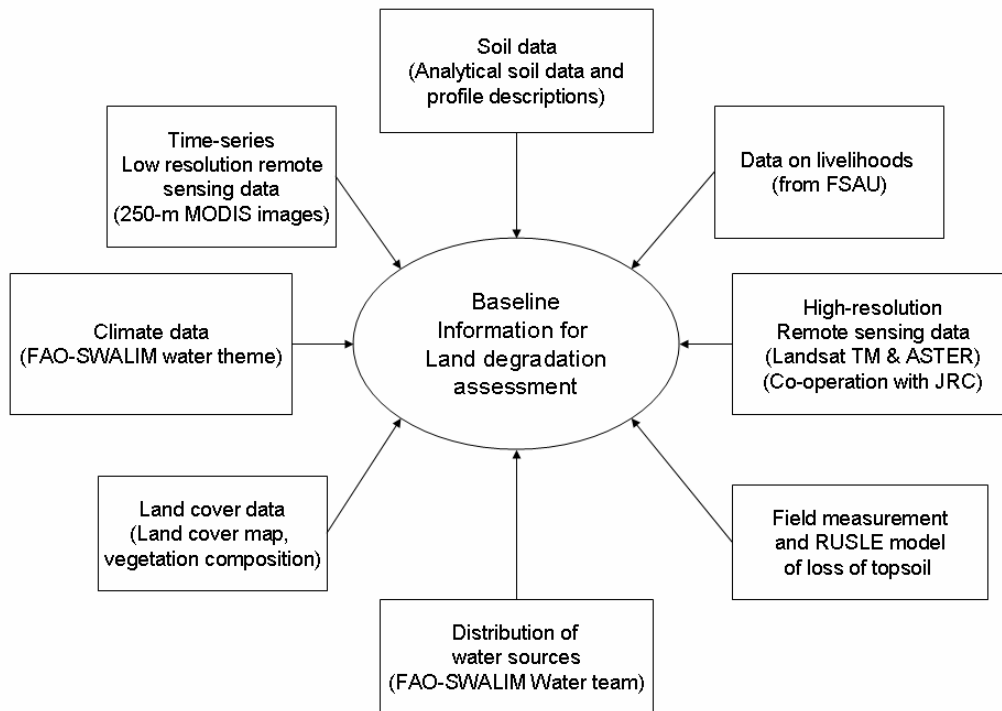 Soil data
(Analytical soil data and
profile descriptions)
Time-series
Low resolution remote
sensing data
(250-m MODIS images)
Data on livelihoods
(from FSAU)
Climate data
(FAO-SWALIM water theme)
Baseline
Information for
Land degradation
assessment
High-resolution
Remote sensing data
(Landsat TM & ASTER)
(Co-operation with JRC)
Land cover data
(Land cover map,
vegetation composition)
Field measurement
and RUSLE model
of loss of topsoil
Distribution of
water sources
(FAO-SWALIM Water team)